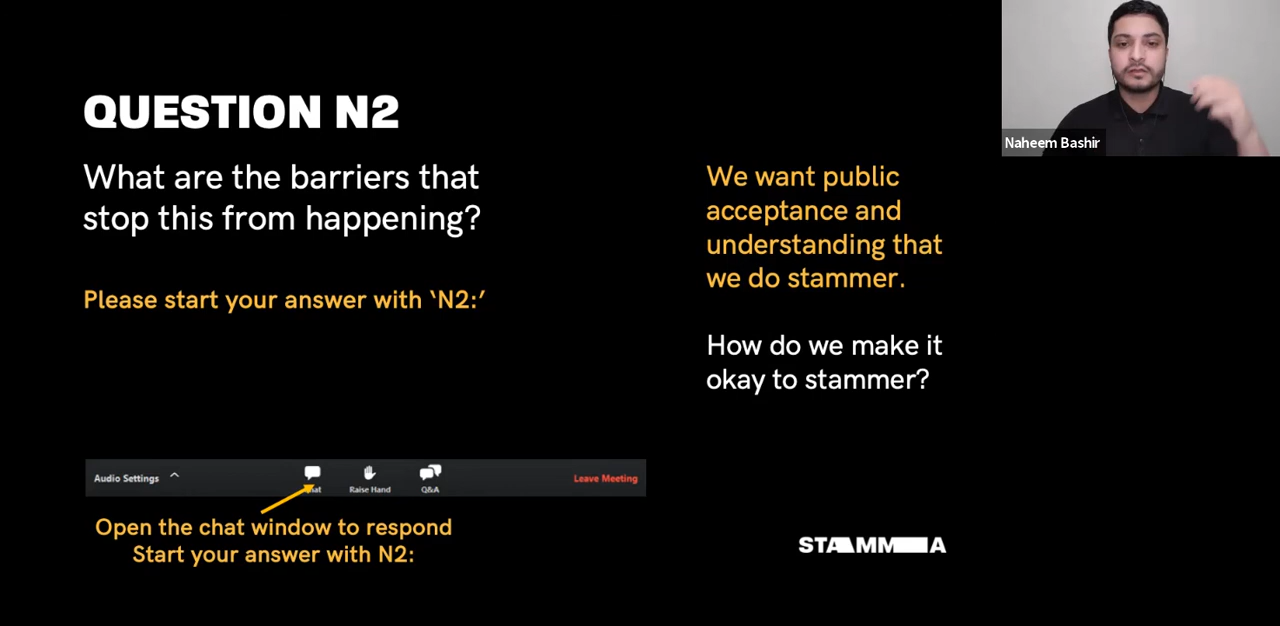 QUESTION N2
What are the barriers that
stop this from happening?
Please start your answer with ‘N2:’
Naheem Bashir
We want public
acceptance and
understanding that
we do stammer.
How do we make it
okay to stammer?
Audio Settings
Raise Hand
Q&A
Leave Meeting
Open the chat window to respond
Start your answer with N2:
STAMMA